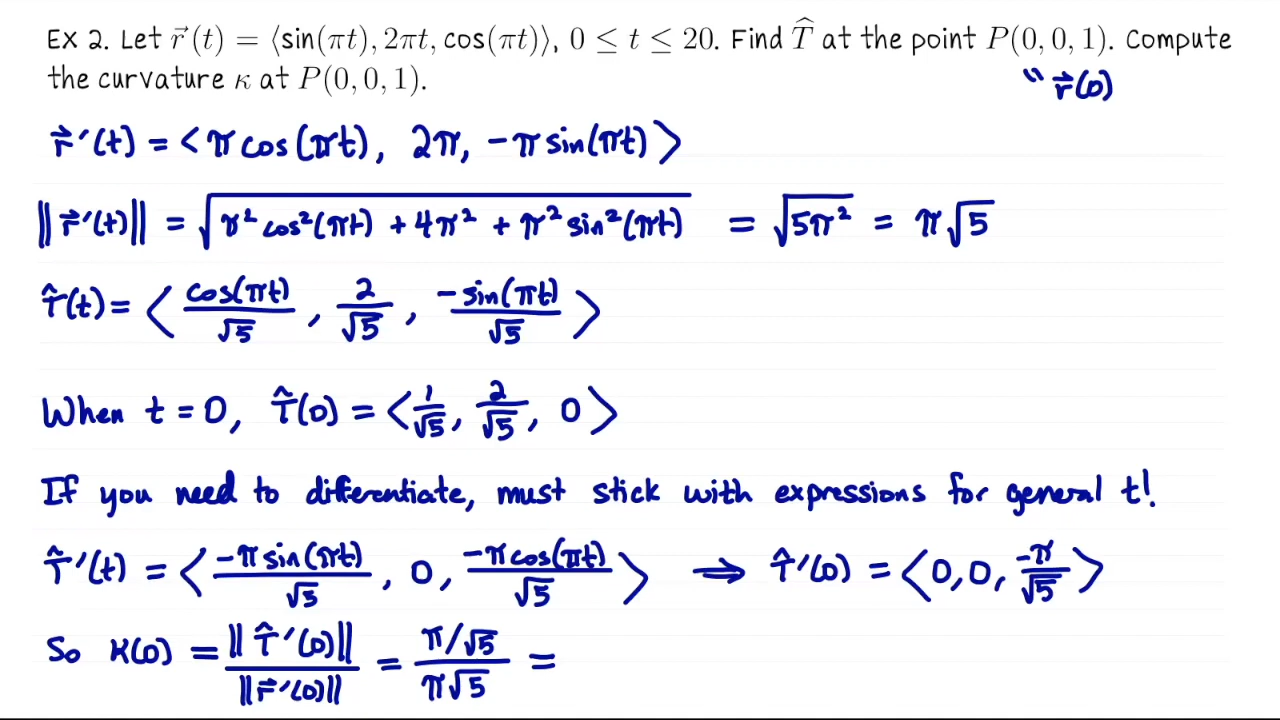 Ex 2. Let r⃗(t) = ⟨sin(πt), 2πt, cos(πt)⟩, 0 ≤ t ≤ 20. Find T̂ at the point P(0, 0, 1). Compute
the curvature κ at P(0, 0, 1).
" r⃗(0)
r⃗'(t) = <π cos(πt), 2π, -π sin(πt)>
||r⃗'(t)|| = √(π² cos²(πt) + 4π² + π² sin²(πt)) = √(5π²) = π√5
T̂(t) = <cos(πt)/√5, 2/√5, -sin(πt)/√5>
When t = 0, T̂(0) = <1/√5, 2/√5, 0>
If you need to differentiate, must stick with expressions for general t!
T̂'(t) = <-π sin(πt)/√5, 0, -π cos(πt)/√5> ⇒ T̂'(0) = <0, 0, -π/√5>
So κ(0) = ||T̂'(0)||/||r⃗'(0)|| = (π/√5)/(π√5) =